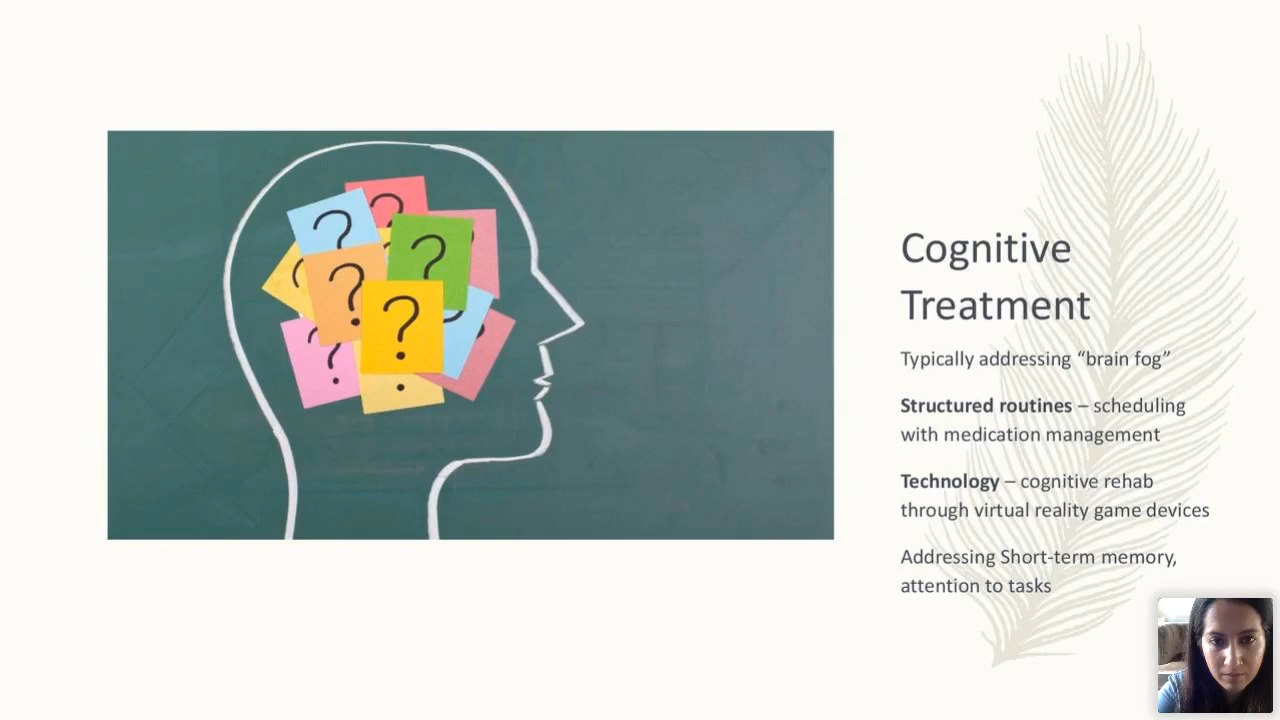 Cognitive
Treatment
Typically addressing “brain fog”
Structured routines – scheduling
with medication management
Technology – cognitive rehab
through virtual reality game devices
Addressing Short-term memory,
attention to tasks
?
?
?
?
?
?
?